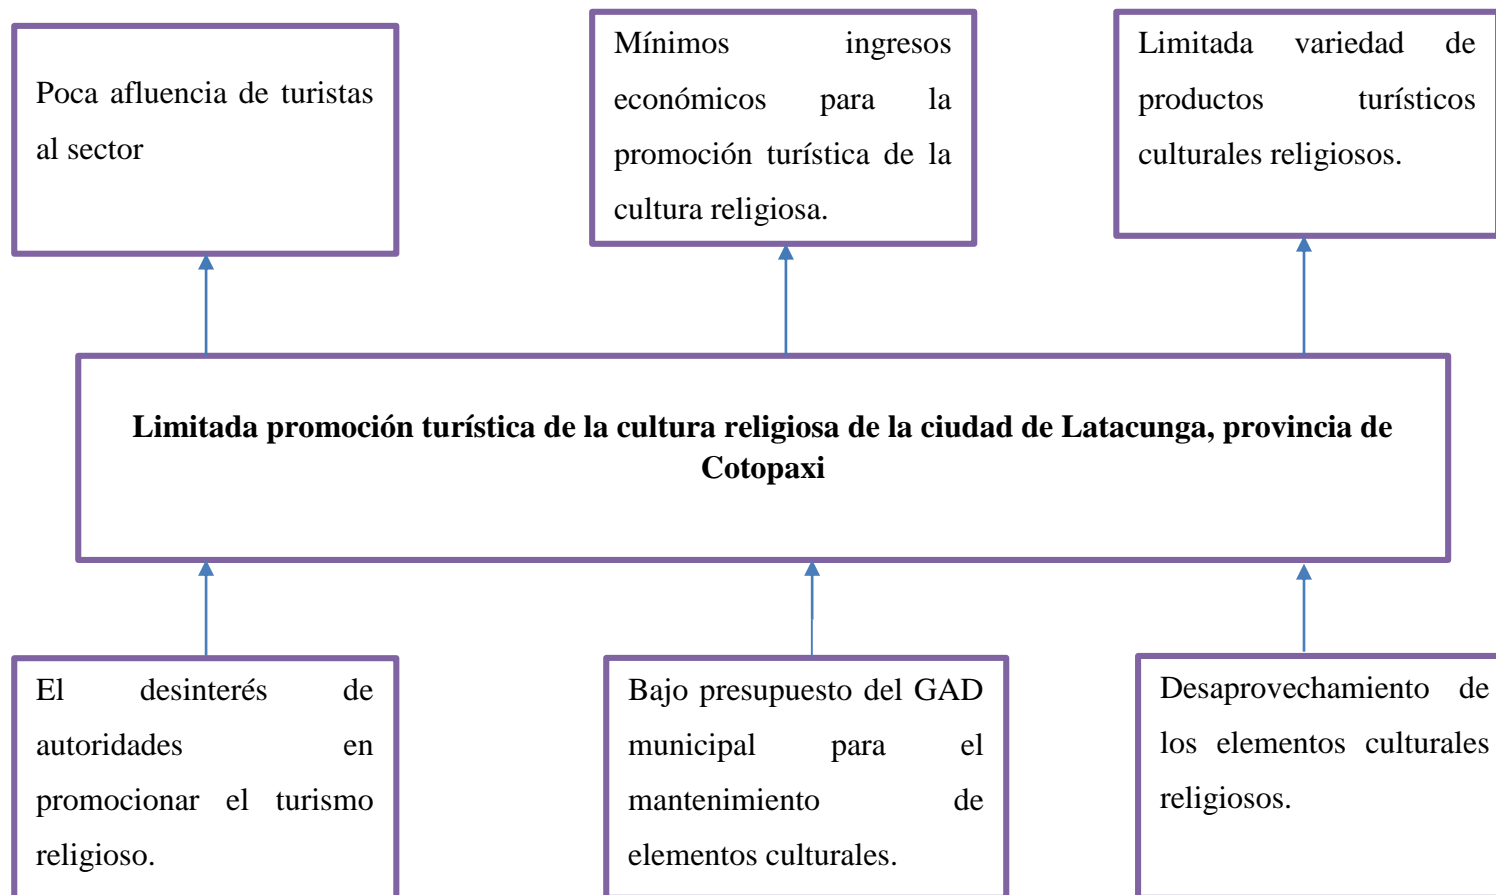 Poca afluencia de turistas
al sector
Mínimos ingresos
económicos para la
promoción turística de la
cultura religiosa.
Limitada variedad de
productos turísticos
culturales religiosos.
Limitada promoción turística de la cultura religiosa de la ciudad de Latacunga, provincia de
Cotopaxi
El desinterés de
autoridades en
promocionar el turismo
religioso.
Bajo presupuesto del GAD
municipal para el
mantenimiento de
elementos culturales.
Desaprovechamiento de
los elementos culturales
religiosos.